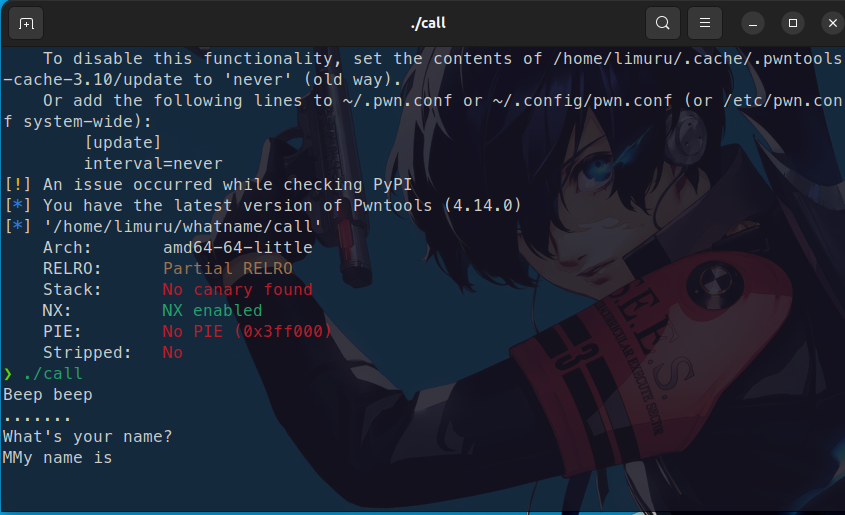 ./call
To disable this functionality, set the contents of /home/limuru/.cache/.pwntools
-cache-3.10/update to 'never' (old way).
Or add the following lines to ~/.pwn.conf or ~/.config/pwn.conf (or /etc/pwn.con
f system-wide):
[update]
interval=never
[!] An issue occurred while checking PyPI
[*] You have the latest version of Pwntools (4.14.0)
[*] '/home/limuru/whatname/call'
Arch: amd64-64-little
RELRO: Partial RELRO
Stack: No canary found
NX: NX enabled
PIE: No PIE (0x3ff000)
Stripped: No
❯ ./call
Beep beep
.......
What's your name?
MMy name is
S.E.E.S.
EXECUTE SECTION